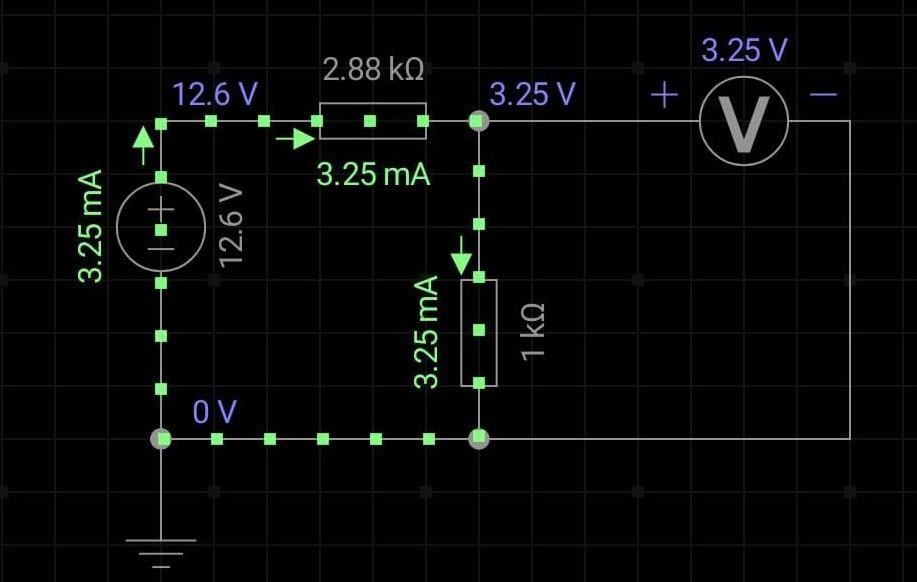 3.25 V
2.88 kΩ
12.6 V
3.25 V
+
−
V
3.25 mA
3.25 mA
+
−
12.6 V
3.25 mA
1 kΩ
0 V